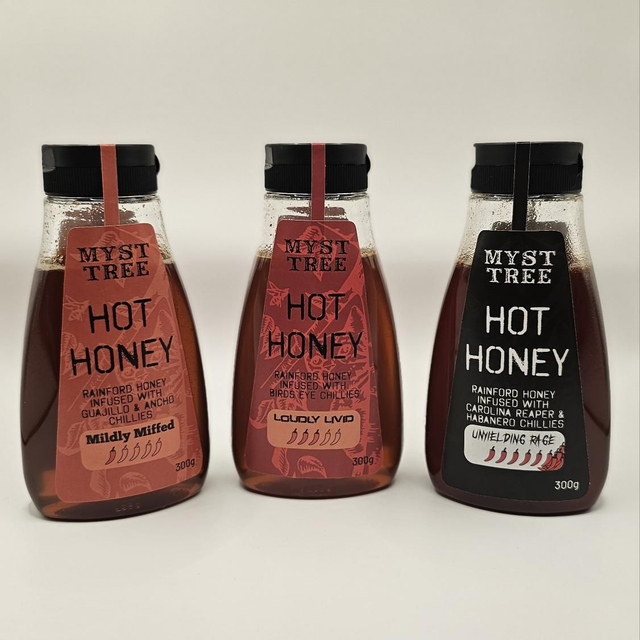 MYST
TREE
HOT
HONEY
RAINFORD HONEY
INFUSED WITH
GUAJILLO & ANCHO
CHILLIES
Mildly Miffed
300g
MYST
TREE
HOT
HONEY
RAINFORD HONEY
INFUSED WITH
BIRDS EYE CHILLIES
LOUDLY LIVID
300g
MYST
TREE
HOT
HONEY
RAINFORD HONEY
INFUSED WITH
CAROLINA REAPER &
HABANERO CHILLIES
UNYIELDING RAGE
300g